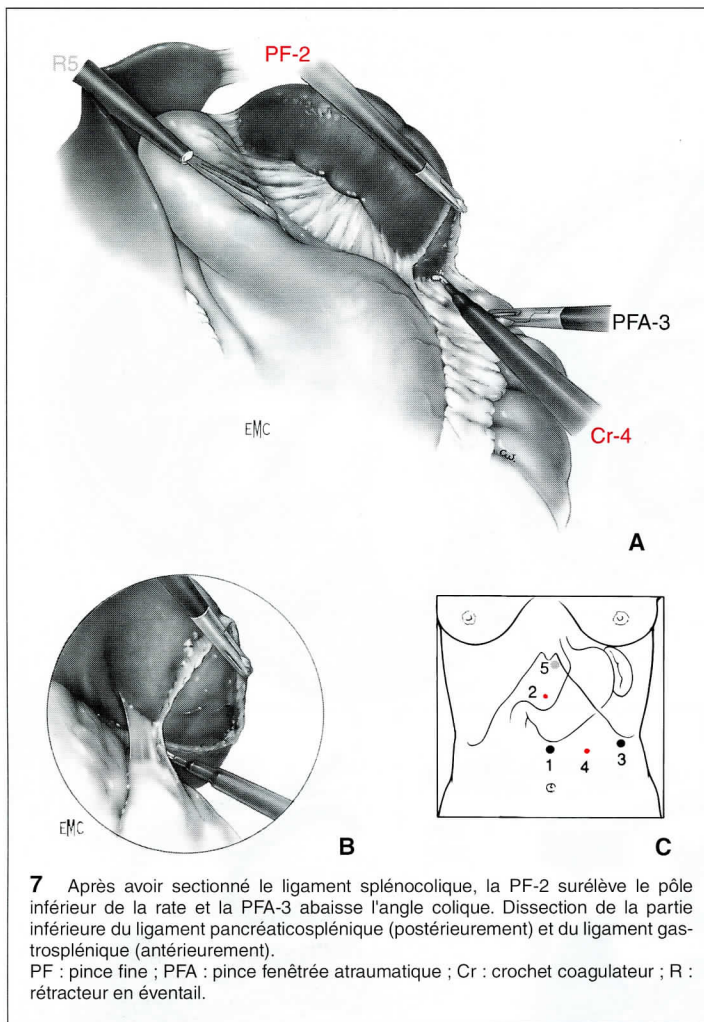 R5
PF-2
PFA-3
Cr-4
EMC
A
EMC
B
5
2
1
4
3
C
7 Après avoir sectionné le ligament splénocolique, la PF-2 surélève le pôle
inférieur de la rate et la PFA-3 abaisse l'angle colique. Dissection de la partie
inférieure du ligament pancréaticosplénique (postérieurement) et du ligament gas-
trosplénique (antérieurement).
PF : pince fine ; PFA : pince fenêtrée atraumatique ; Cr : crochet coagulateur ; R :
rétracteur en éventail.